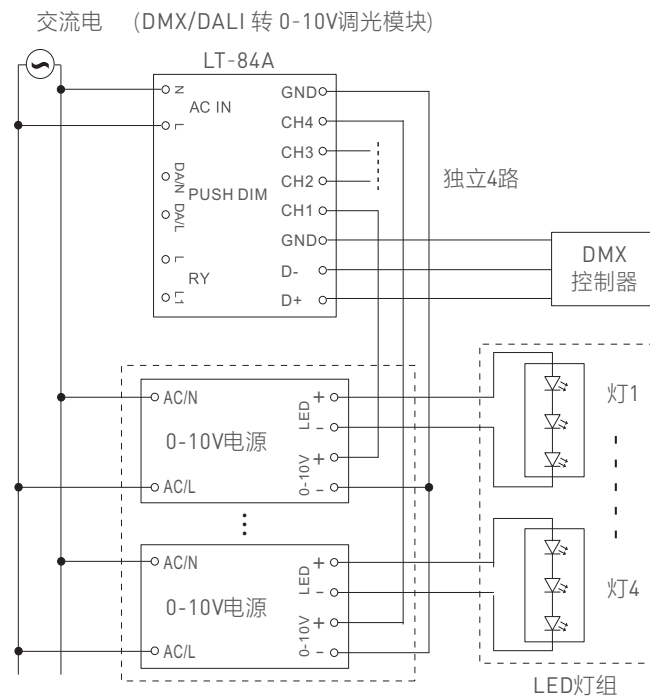 交流电 (DMX/DALI 转 0-10V调光模块)
LT-84A
N
AC IN
L
DA/N
PUSH DIM
DA/L
L
RY
L1
GND
CH4
CH3
CH2
CH1
GND
D-
D+
独立4路
DMX
控制器
AC/N
0-10V电源
AC/L
+
LED
-
+
0-10V
-
灯1
AC/N
0-10V电源
AC/L
+
LED
-
+
0-10V
-
灯4
LED灯组